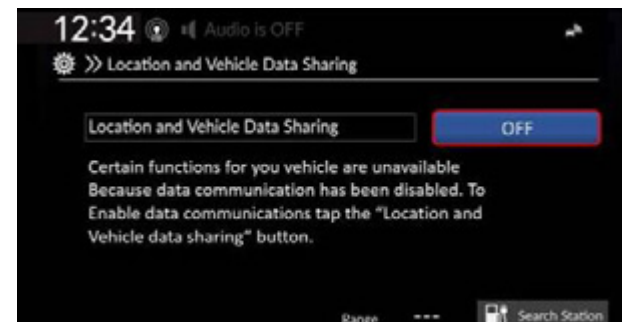 12:34 Audio is OFF
>> Location and Vehicle Data Sharing
Location and Vehicle Data Sharing OFF
Certain functions for you vehicle are unavailable
Because data communication has been disabled. To
Enable data communications tap the “Location and
Vehicle data sharing” button.
Range --- Search Station